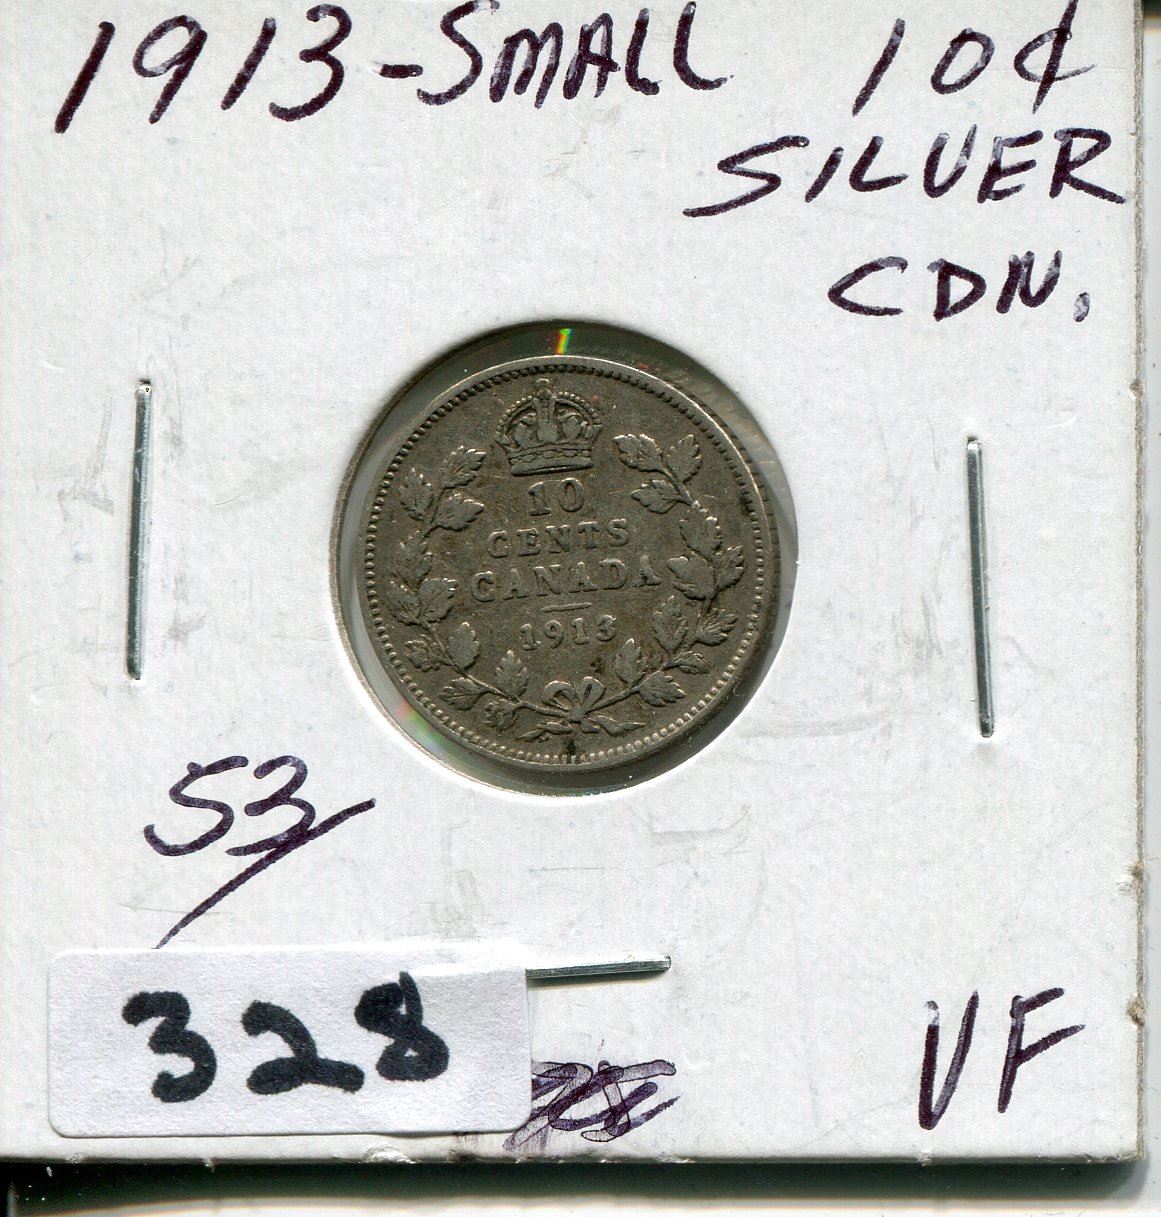 1913-SMALL 10¢
SILVER
CDN.
10
CENTS
CANADA
1913
53/
328
VF